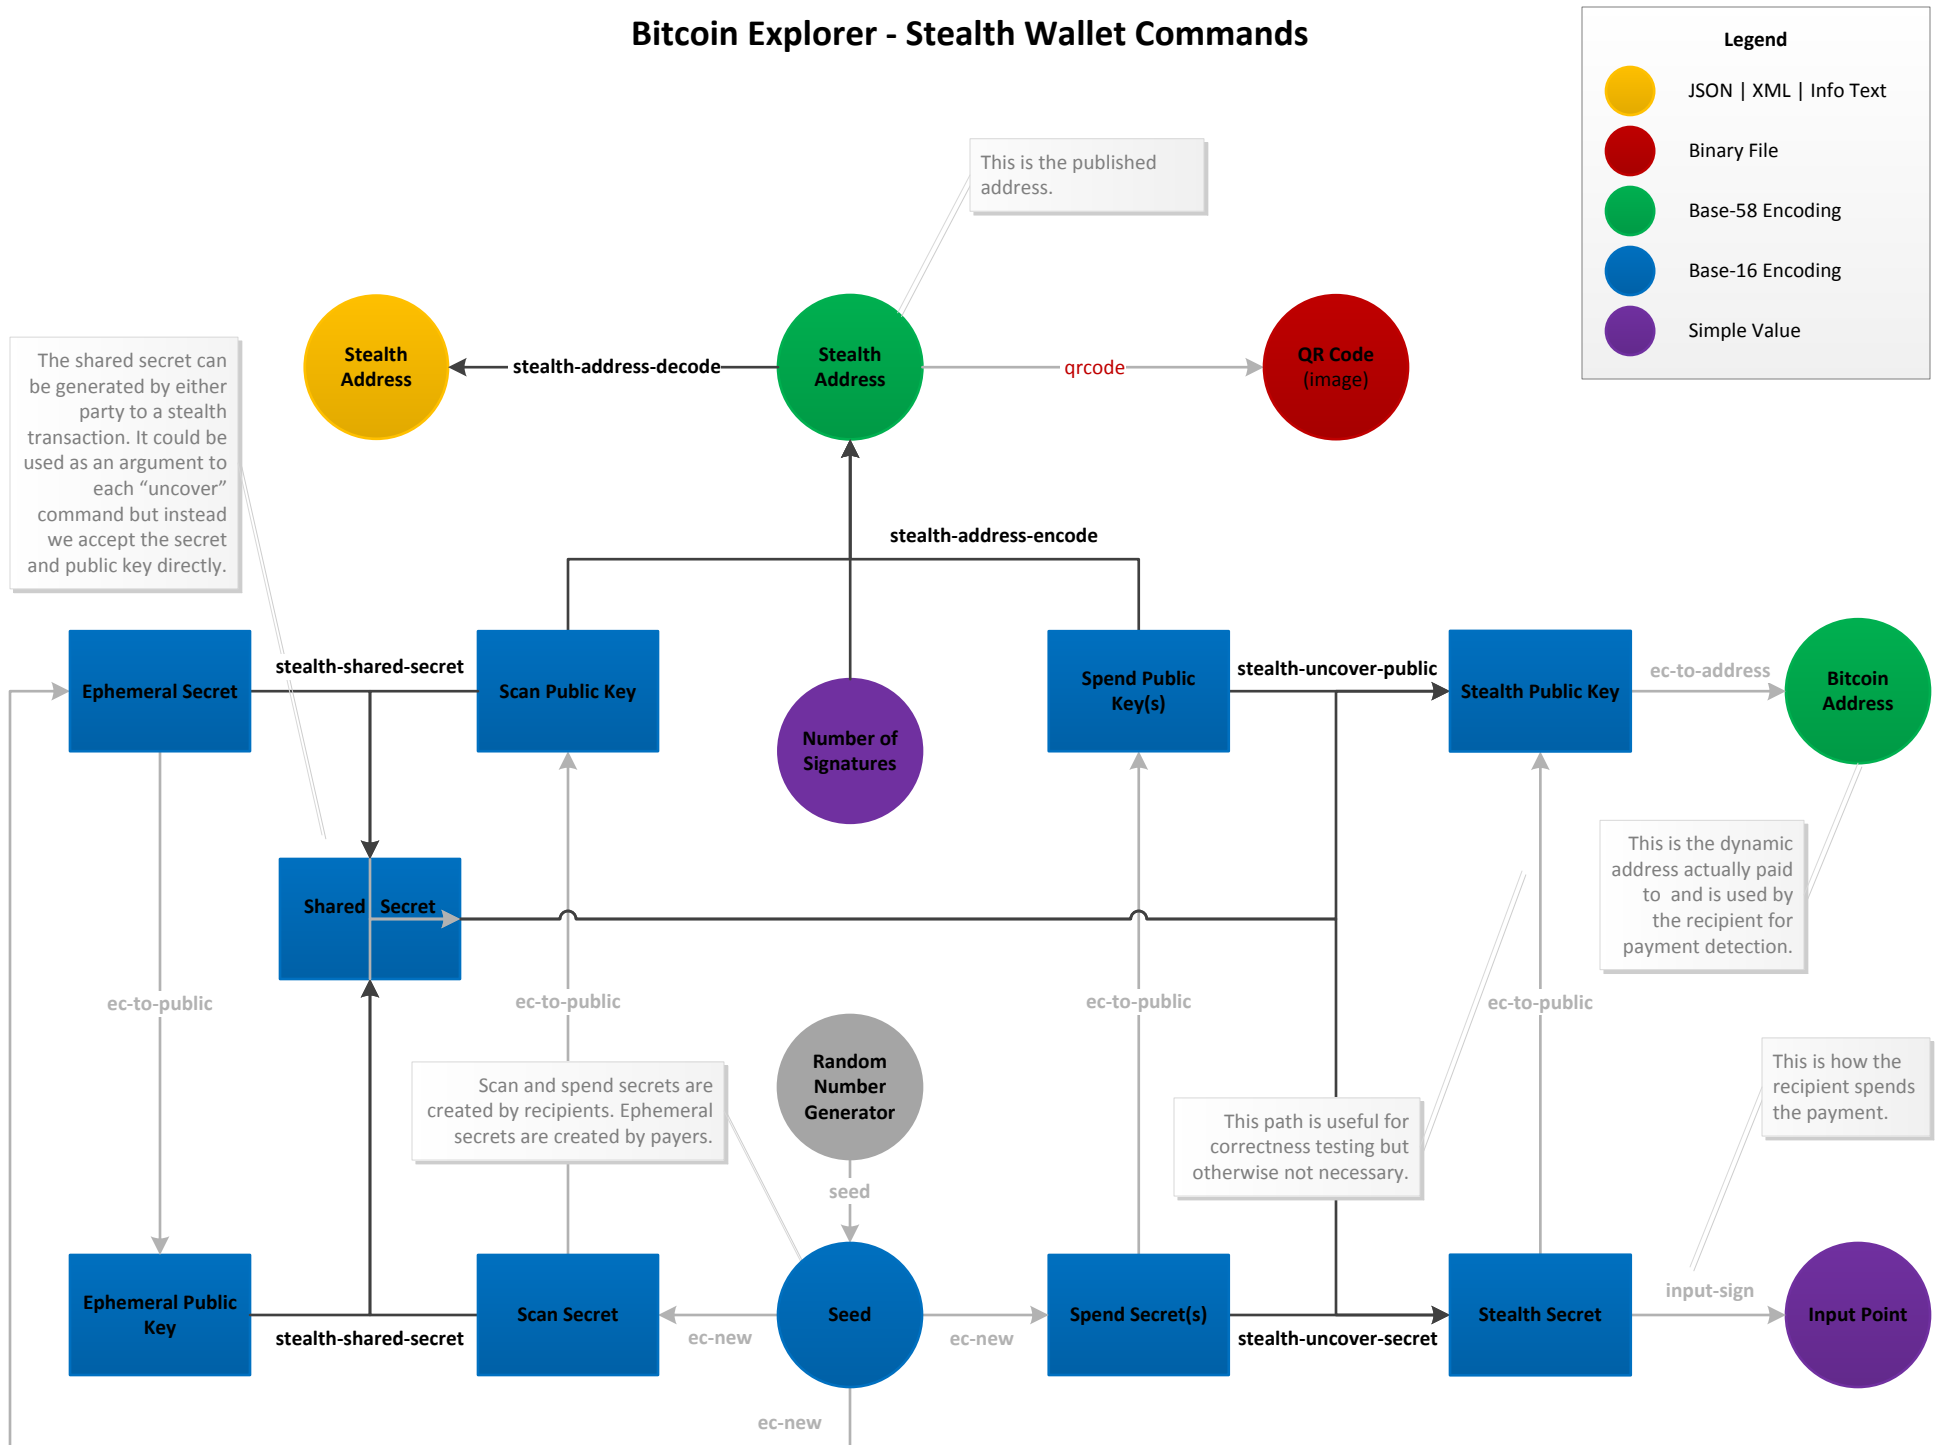 Bitcoin Explorer - Stealth Wallet Commands
Legend
JSON | XML | Info Text
Binary File
Base-58 Encoding
Base-16 Encoding
Simple Value
This is the published
address.
The shared secret can
be generated by either
party to a stealth
transaction. It could be
used as an argument to
each “uncover”
command but instead
we accept the secret
and public key directly.
Stealth
Address
stealth-address-decode
Stealth
Address
qrcode
QR Code
(image)
stealth-address-encode
Ephemeral Secret
stealth-shared-secret
Scan Public Key
Number of
Signatures
Spend Public
Key(s)
stealth-uncover-public
Stealth Public Key
ec-to-address
Bitcoin
Address
Shared Secret
This is the dynamic
address actually paid
to and is used by
the recipient for
payment detection.
ec-to-public
ec-to-public
ec-to-public
ec-to-public
Random
Number
Generator
Scan and spend secrets are
created by recipients. Ephemeral
secrets are created by payers.
This path is useful for
correctness testing but
otherwise not necessary.
This is how the
recipient spends
the payment.
seed
Ephemeral Public
Key
stealth-shared-secret
Scan Secret
ec-new
Seed
ec-new
Spend Secret(s)
stealth-uncover-secret
Stealth Secret
input-sign
Input Point
ec-new